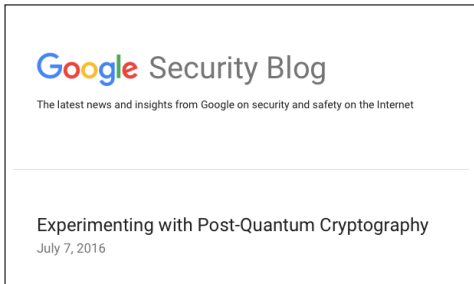 Google Security Blog
The latest news and insights from Google on security and safety on the Internet
Experimenting with Post-Quantum Cryptography
July 7, 2016